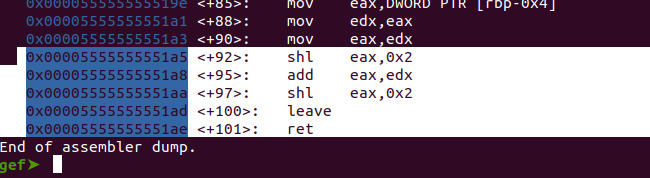 0x000055555555519e <+85>: mov eax,DWORD PTR [rbp-0x4]
0x00005555555551a1 <+88>: mov edx,eax
0x00005555555551a3 <+90>: mov eax,edx
0x00005555555551a5 <+92>: shl eax,0x2
0x00005555555551a8 <+95>: add eax,edx
0x00005555555551aa <+97>: shl eax,0x2
0x00005555555551ad <+100>: leave
0x00005555555551ae <+101>: ret
End of assembler dump.
gef➤